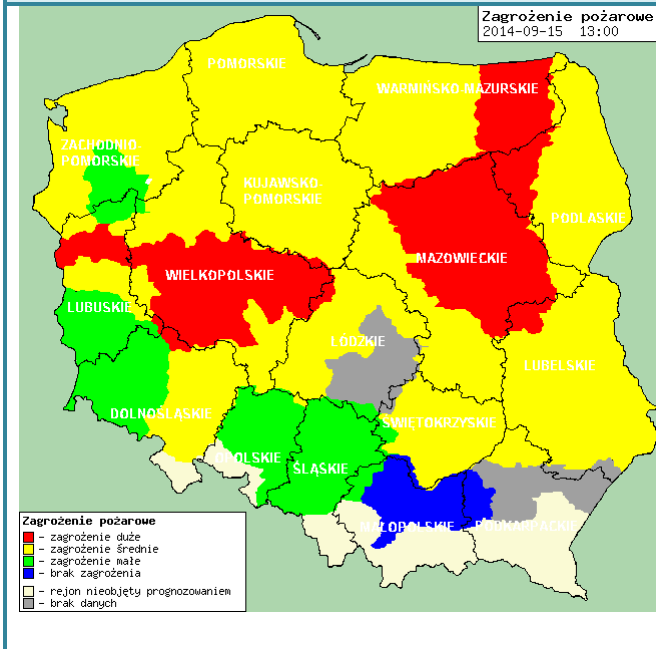 Zagrożenie pożarowe
2014-09-15 13:00
POMORSKIE
WARMIŃSKO-MAZURSKIE
ZACHODNIO-
POMORSKIE
KUJAWSKO-
POMORSKIE
PODLASKIE
MAZOWIECKIE
WIELKOPOLSKIE
LUBUSKIE
ŁÓDZKIE
LUBELSKIE
DOLNOŚLĄSKIE
ŚWIĘTOKRZYSKIE
OPOLSKIE
ŚLĄSKIE
MAŁOPOLSKIE
PODKARPACKIE
Zagrożenie pożarowe
- zagrożenie duże
- zagrożenie średnie
- zagrożenie małe
- brak zagrożenia
- rejon nieobjęty prognozowaniem
- brak danych